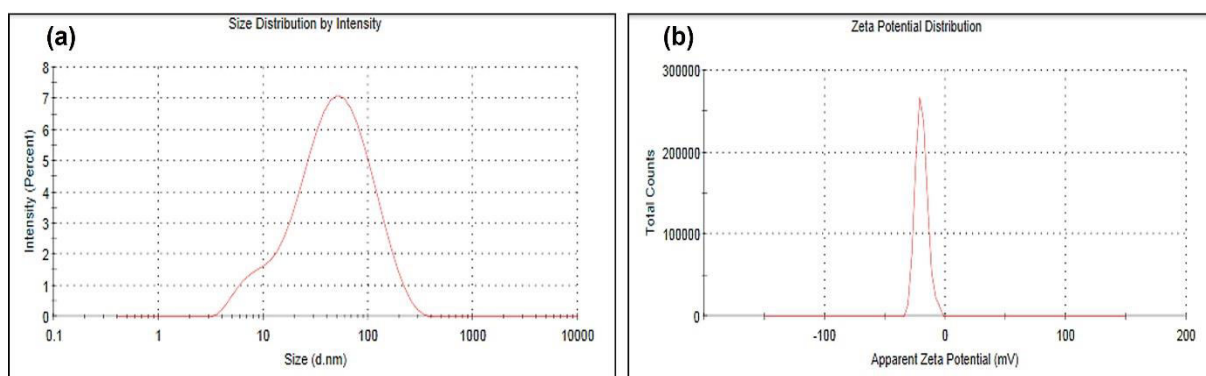 (a)
Size Distribution by Intensity
8
7
6
5
4
3
2
1
0
Intensity (Percent)
0.1 1 10 100 1000 10000
Size (d.nm)
(b)
Zeta Potential Distribution
300000
200000
100000
0
Total Counts
-100 0 100 200
Apparent Zeta Potential (mV)